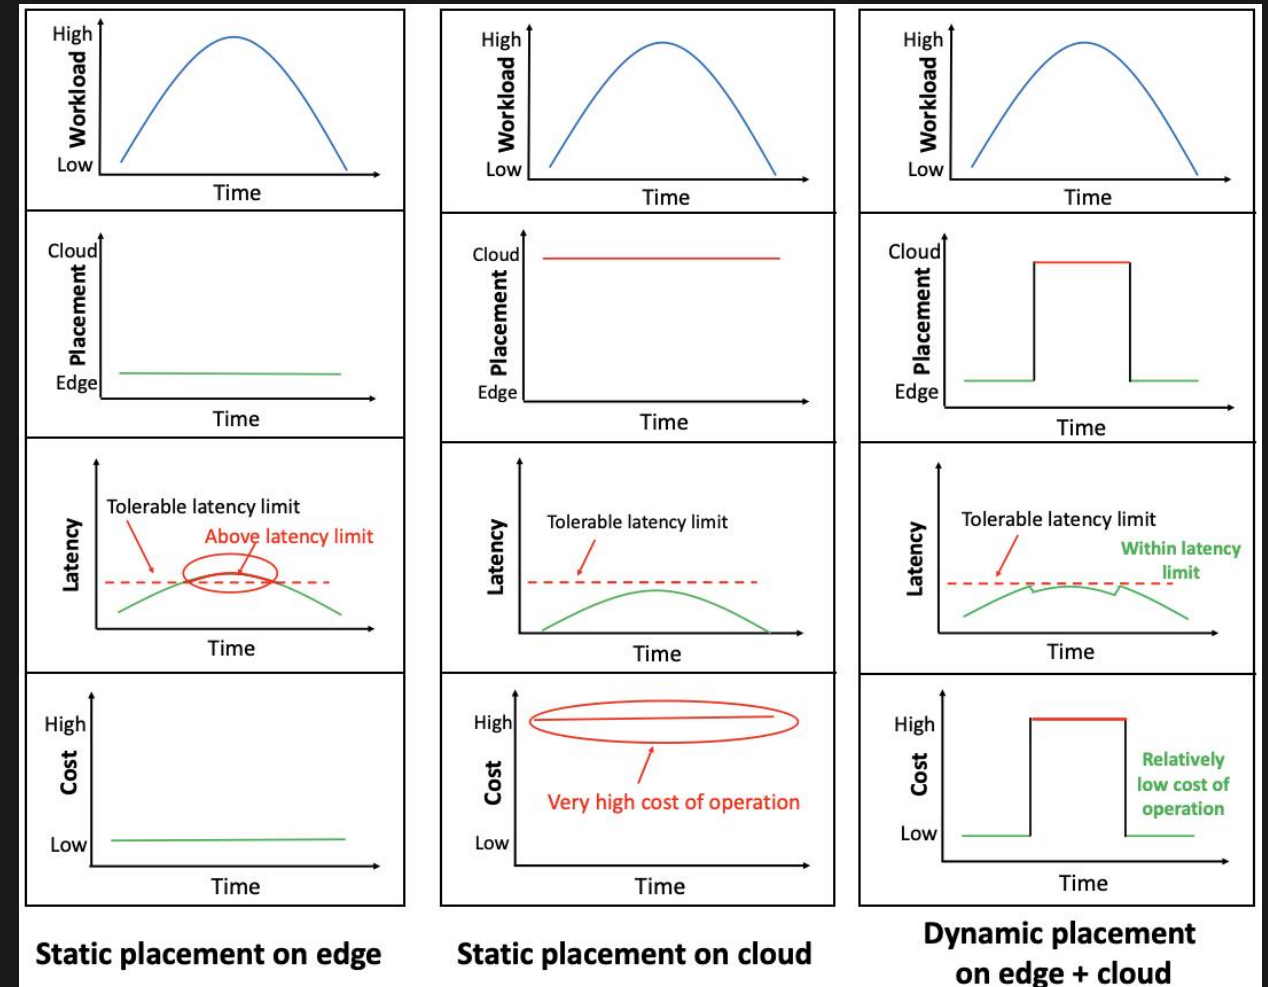 High
Workload
Low
Time
Cloud
Placement
Edge
Time
Tolerable latency limit
Above latency limit
Latency
Time
High
Cost
Low
Time
Static placement on edge
High
Workload
Low
Time
Cloud
Placement
Edge
Time
Tolerable latency limit
Latency
Time
High
Cost
Very high cost of operation
Low
Time
Static placement on cloud
High
Workload
Low
Time
Cloud
Placement
Edge
Time
Tolerable latency limit
Within latency
limit
Latency
Time
High
Cost
Relatively
low cost of
operation
Low
Time
Dynamic placement
on edge + cloud